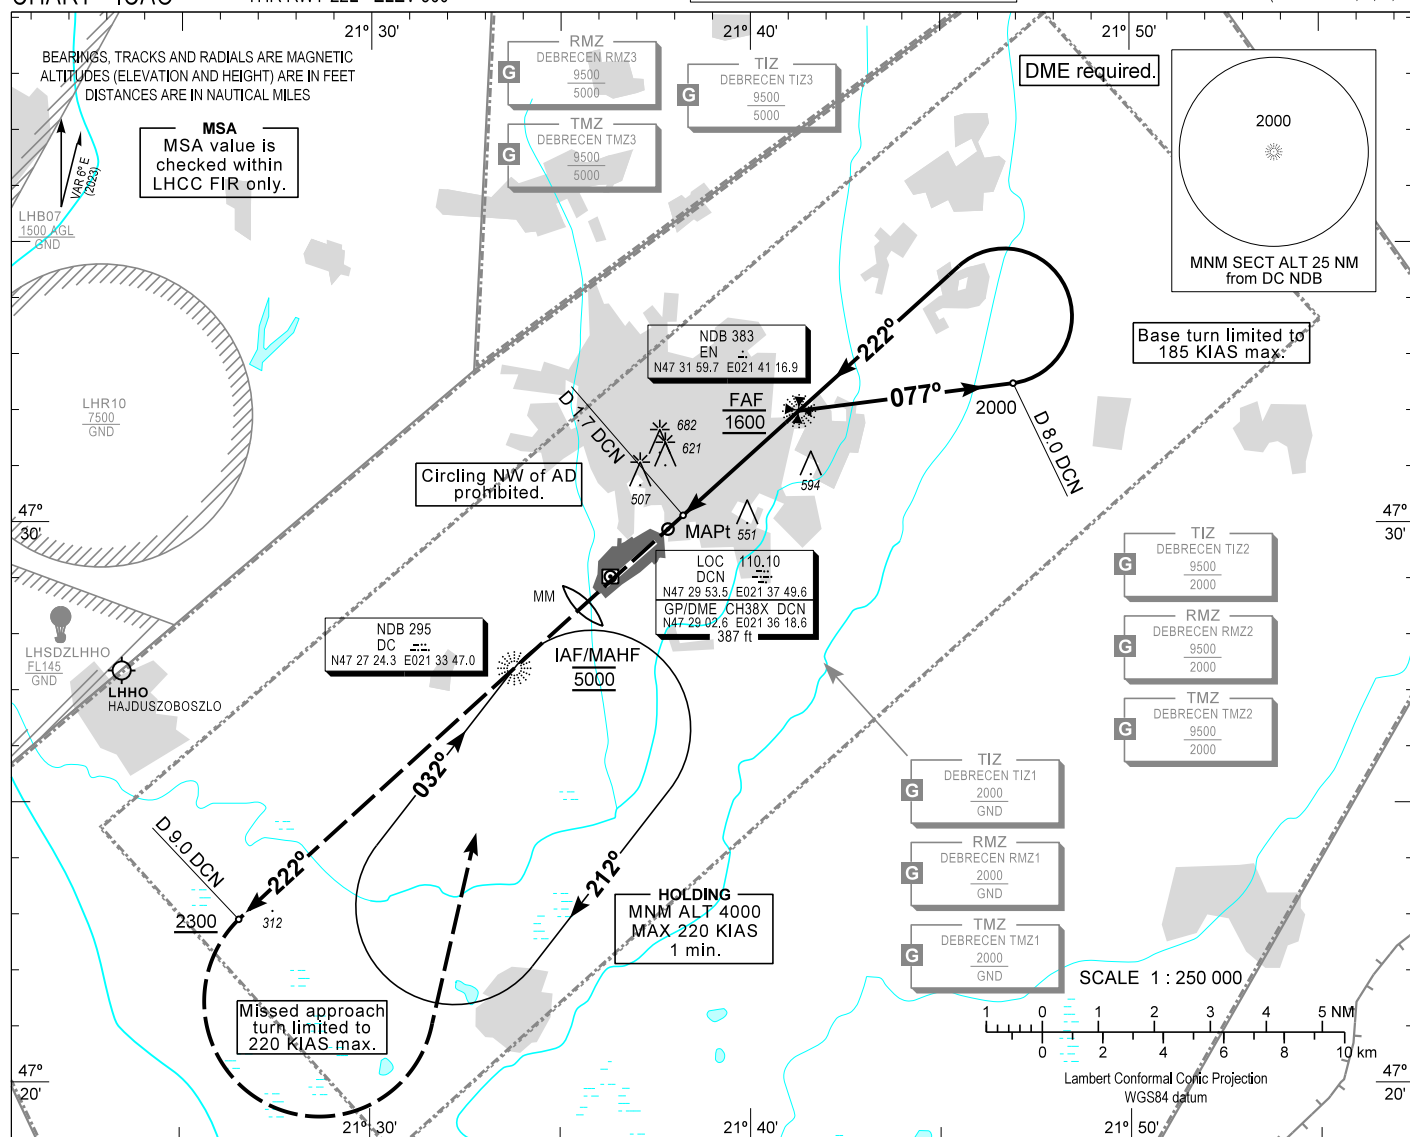 21° 30'
21° 40'
21° 50'
BEARINGS, TRACKS AND RADIALS ARE MAGNETIC
ALTITUDES (ELEVATION AND HEIGHT) ARE IN FEET
DISTANCES ARE IN NAUTICAL MILES
MSA
MSA value is
checked within
LHCC FIR only.
VAR 6° E
(2023)
LHB07
1500 AGL
GND
RMZ
DEBRECEN RMZ3
G
9500
5000
TIZ
DEBRECEN TIZ3
G
9500
5000
TMZ
DEBRECEN TMZ3
G
9500
5000
DME required.
2000
MNM SECT ALT 25 NM
from DC NDB
Base turn limited to
185 KIAS max.
NDB 383
EN
N47 31 59.7 E021 41 16.9
222°
077°
FAF
1600
2000
D 8.0 DCN
LHR10
7500
GND
D 1.7 DCN
682
621
507
594
551
Circling NW of AD
prohibited.
MAPt
47°
30'
47°
30'
LOC 110.10
DCN
N47 29 53.5 E021 37 49.6
GP/DME CH38X DCN
N47 29 02.6 E021 36 18.6
387 ft
MM
NDB 295
DC
N47 27 24.3 E021 33 47.0
IAF/MAHF
5000
LHSDZLHHO
FL145
GND
LHHO
HAJDUSZOBOSZLO
TIZ
DEBRECEN TIZ2
G
9500
2000
RMZ
DEBRECEN RMZ2
G
9500
2000
TMZ
DEBRECEN TMZ2
G
9500
2000
TIZ
DEBRECEN TIZ1
G
2000
GND
RMZ
DEBRECEN RMZ1
G
2000
GND
TMZ
DEBRECEN TMZ1
G
2000
GND
032°
212°
222°
D 9.0 DCN
2300
312
HOLDING
MNM ALT 4000
MAX 220 KIAS
1 min.
Missed approach
turn limited to
220 KIAS max.
SCALE 1 : 250 000
1 0 1 2 3 4 5 NM
0 2 4 6 8 10 km
Lambert Conformal Conic Projection
WGS84 datum
47°
20'
47°
20'
21° 30'
21° 40'
21° 50'